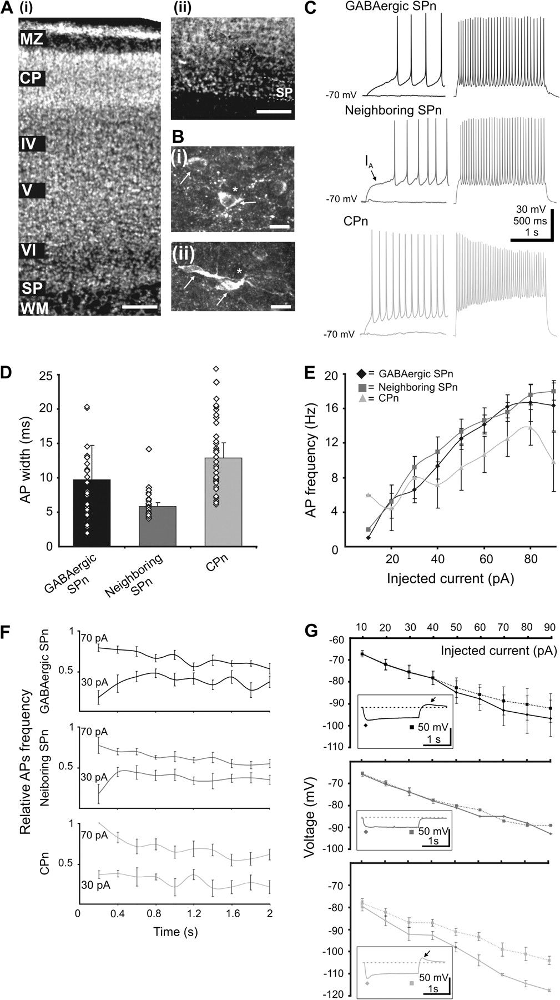 A (i)
MZ
CP
IV
V
VI
SP
WM
(ii)
SP
B
(i)
*
(ii)
*
C
GABAergic SPn
-70 mV
Neighboring SPn
IA
-70 mV
CPn
-70 mV
30 mV
500 ms
1 s
D
AP width (ms)
25
20
15
10
5
0
GABAergic SPn
Neighboring SPn
CPn
E
AP frequency (Hz)
20
16
12
8
4
0
= GABAergic SPn
= Neighboring SPn
= CPn
20 40 60 80
Injected current (pA)
F
Relative APs frequency
GABAergic SPn
1
0.5
70 pA
30 pA
Neiboring SPn
1
0.5
70 pA
30 pA
CPn
1
0.5
70 pA
30 pA
0 0.4 0.8 1.2 1.6 2
Time (s)
G
10 20 30 40 50 60 70 80 90
Injected current (pA)
Voltage (mV)
-60
-70
-80
-90
-100
-110
50 mV
1 s
-70
-80
-90
-100
50 mV
1s
-70
-80
-90
-100
-110
-120
50 mV
1s